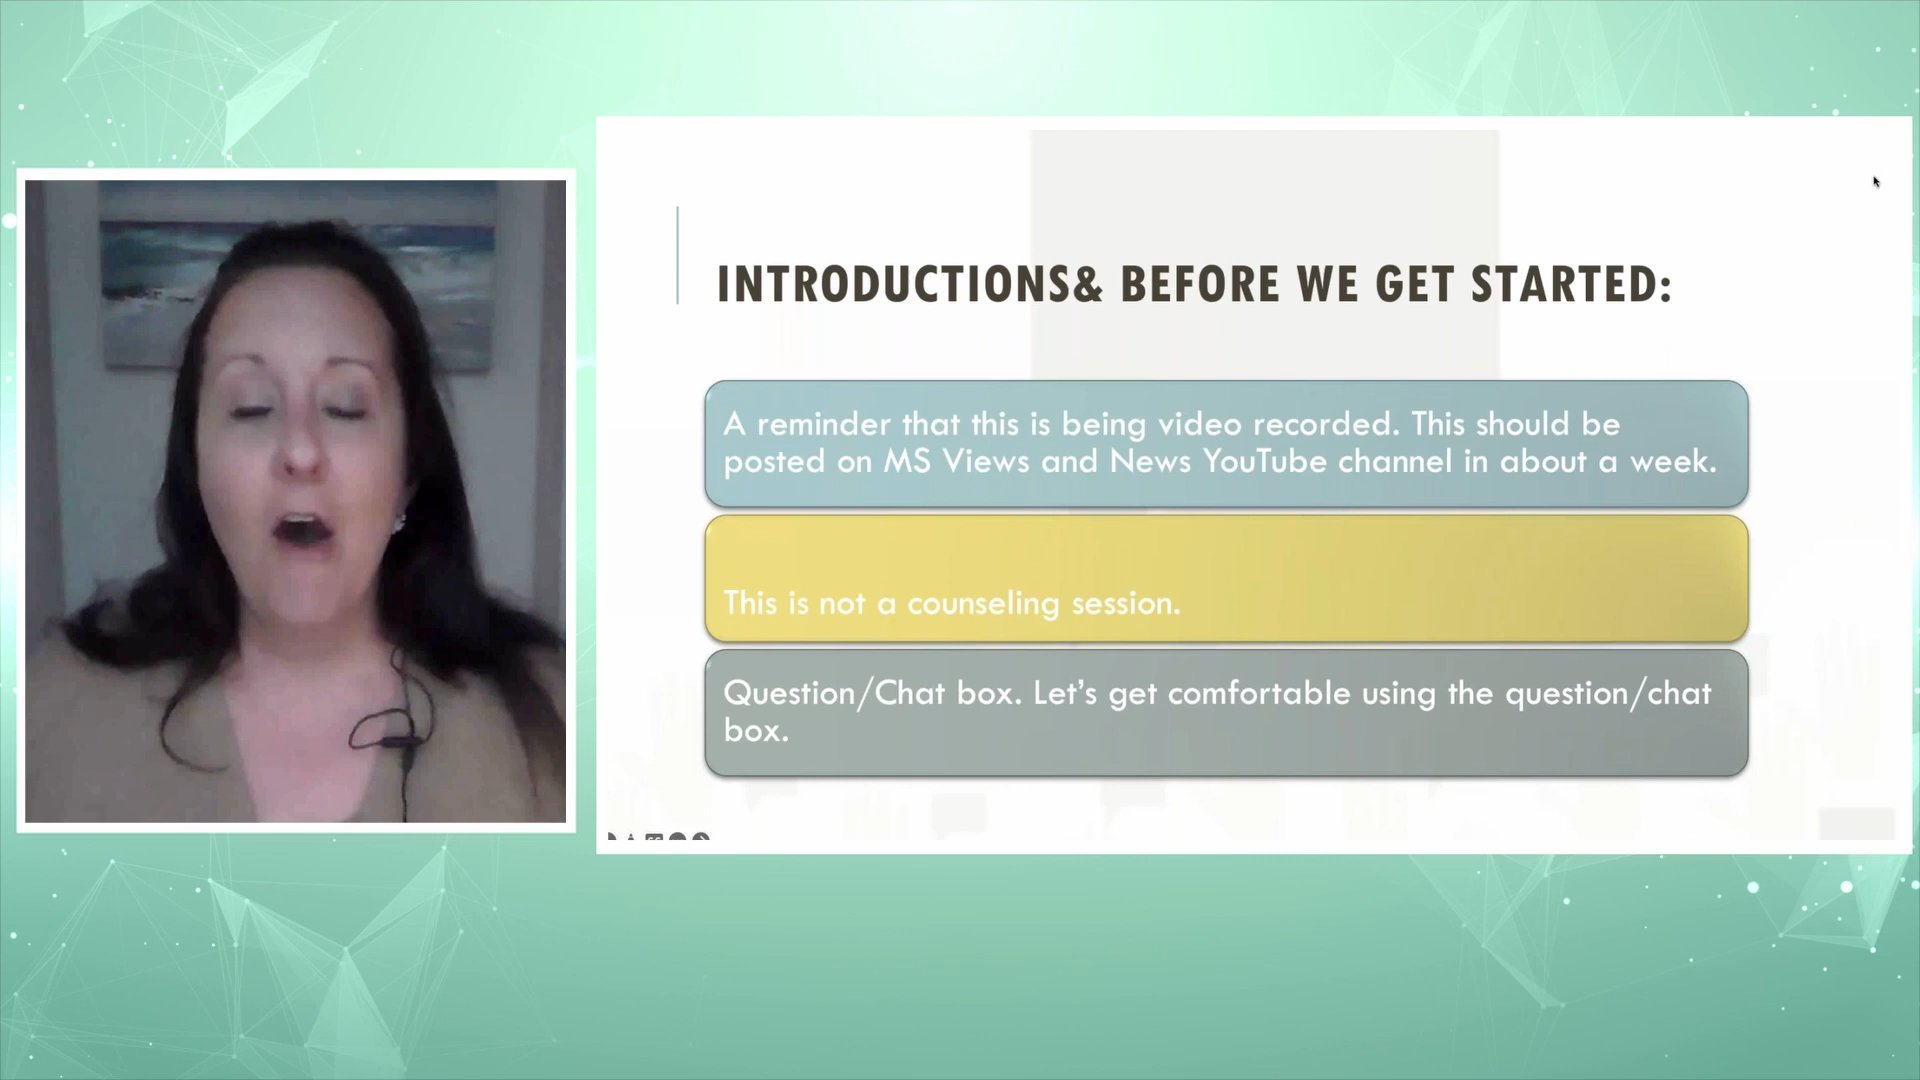 INTRODUCTIONS& BEFORE WE GET STARTED:
A reminder that this is being video recorded. This should be
posted on MS Views and News YouTube channel in about a week.
This is not a counseling session.
Question/Chat box. Let's get comfortable using the question/chat
box.